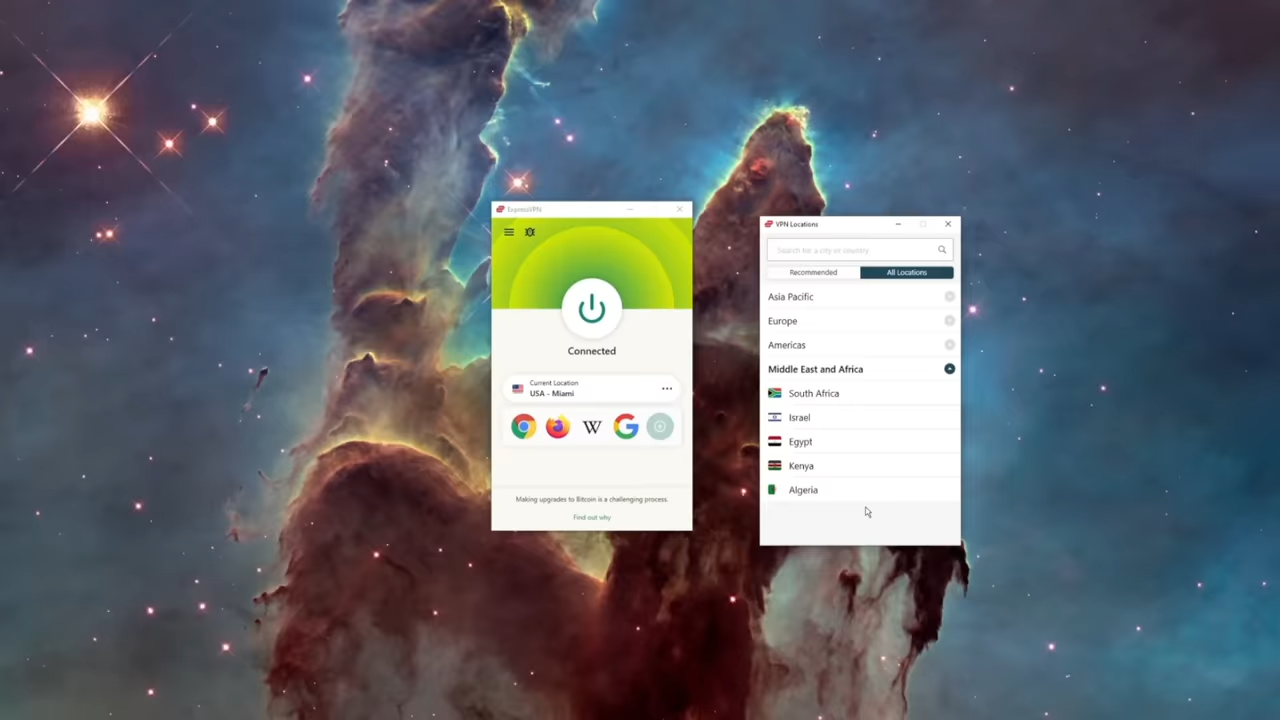 ExpressVPN
Connected
Current Location
USA - Miami
W
Making upgrades to Bitcoin is a challenging process.
Find out why
VPN Locations
Search for a city or country
Recommended
All Locations
Asia Pacific
Europe
Americas
Middle East and Africa
South Africa
Israel
Egypt
Kenya
Algeria